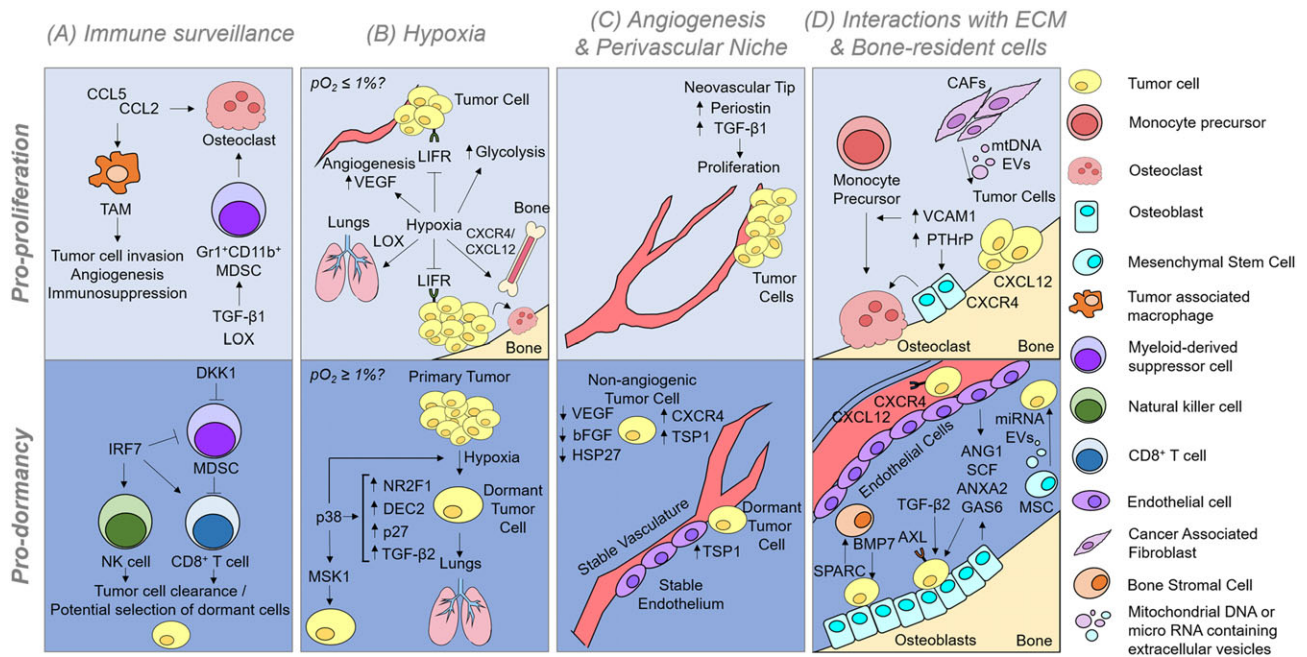 (A) Immune surveillance
(B) Hypoxia
(C) Angiogenesis
& Perivascular Niche
(D) Interactions with ECM
& Bone-resident cells
Pro-proliferation
CCL5
CCL2
Osteoclast
TAM
Tumor cell invasion
Angiogenesis
Immunosuppression
Gr1⁺CD11b⁺
MDSC
TGF-β1
LOX
pO₂ ≤ 1%?
Tumor Cell
LIFR
Angiogenesis
VEGF
Glycolysis
Lungs
LOX
Hypoxia
Bone
CXCR4/
CXCL12
LIFR
Bone
Neovascular Tip
Periostin
TGF-β1
Proliferation
Tumor
Cells
CAFs
mtDNA
EVs
Monocyte
Precursor
Tumor Cells
VCAM1
PTHrP
CXCL12
CXCR4
Osteoclast
Bone
Pro-dormancy
DKK1
MDSC
IRF7
NK cell
CD8⁺ T cell
Tumor cell clearance /
Potential selection of dormant cells
pO₂ ≥ 1%?
Primary Tumor
Hypoxia
p38
NR2F1
DEC2
p27
TGF-β2
Dormant
Tumor
Cell
MSK1
Lungs
Non-angiogenic
Tumor Cell
VEGF
bFGF
HSP27
CXCR4
TSP1
Stable Vasculature
Dormant
Tumor
Cell
TSP1
Stable
Endothelium
CXCR4
CXCL12
Endothelial Cells
miRNA
EVs
MSC
ANG1
SCF
ANXA2
GAS6
TGF-β2
AXL
BMP7
SPARC
Osteoblasts
Bone
Tumor cell
Monocyte precursor
Osteoclast
Osteoblast
Mesenchymal Stem Cell
Tumor associated
macrophage
Myeloid-derived
suppressor cell
Natural killer cell
CD8⁺ T cell
Endothelial cell
Cancer Associated
Fibroblast
Bone Stromal Cell
Mitochondrial DNA or
micro RNA containing
extracellular vesicles